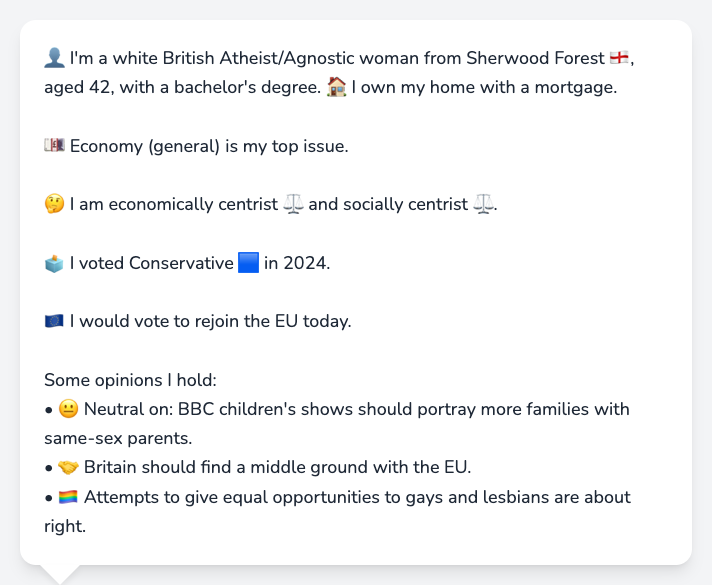 👤 I'm a white British Atheist/Agnostic woman from Sherwood Forest 🏴󠁧󠁢󠁥󠁮󠁧󠁿,
aged 42, with a bachelor's degree. 🏠 I own my home with a mortgage.
💷 Economy (general) is my top issue.
🤔 I am economically centrist ⚖️ and socially centrist ⚖️.
🗳️ I voted Conservative 🟦 in 2024.
🇪🇺 I would vote to rejoin the EU today.
Some opinions I hold:
• 😐 Neutral on: BBC children's shows should portray more families with
same-sex parents.
• 🤝 Britain should find a middle ground with the EU.
• 🏳️‍🌈 Attempts to give equal opportunities to gays and lesbians are about
right.